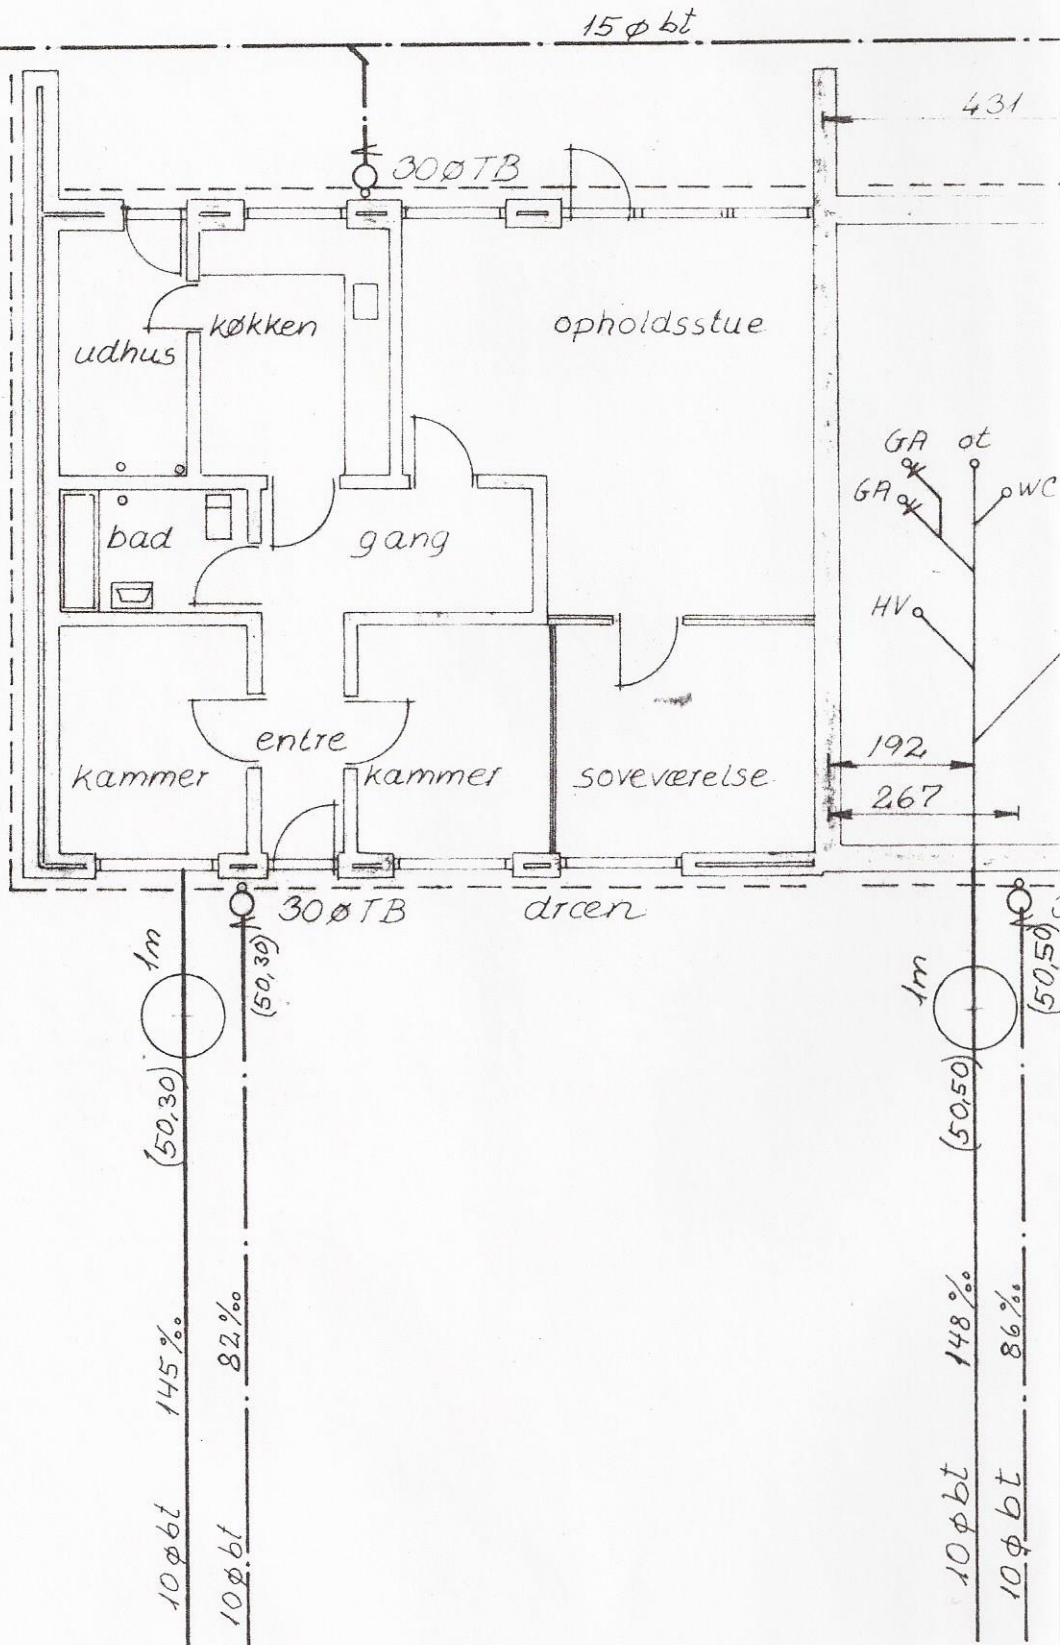 15ø bt
431
30ø TB
køkken
opholdsstue
udhus
GA
ot
GA
WC
bad
gang
HV
entre
192
kammer
kammer
soveværelse
267
30ø TB
dræn
1m
(50,30)
1m
(50,50)
(50,30)
(50,50)
145‰
82‰
148‰
86‰
10ø bt
10ø bt
10ø bt
10ø bt